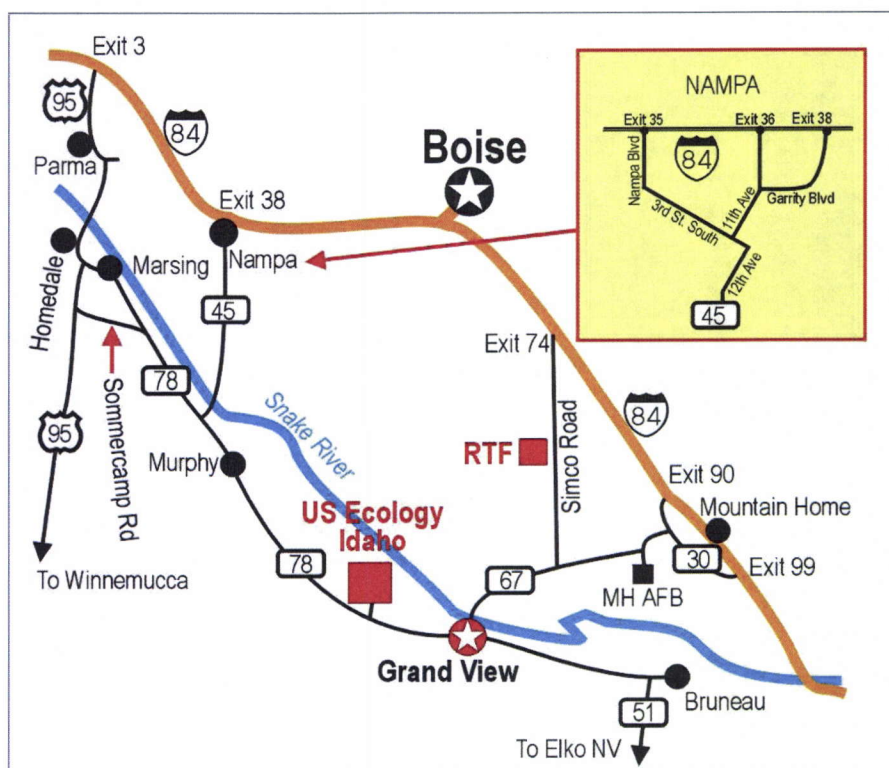 Exit 3
95
84
Parma
Boise
Exit 38
Homedale
Marsing
Nampa
45
Sommercamp Rd
78
95
Snake River
Murphy
To Winnemucca
US Ecology
Idaho
78
Exit 74
RTF
Simco Road
84
Exit 90
Mountain Home
30
Exit 99
67
MH AFB
Grand View
Bruneau
51
To Elko NV
NAMPA
Exit 35
Exit 36
Exit 38
84
Nampa Blvd
3rd St. South
11th Ave
Garrity Blvd
12th Ave
45